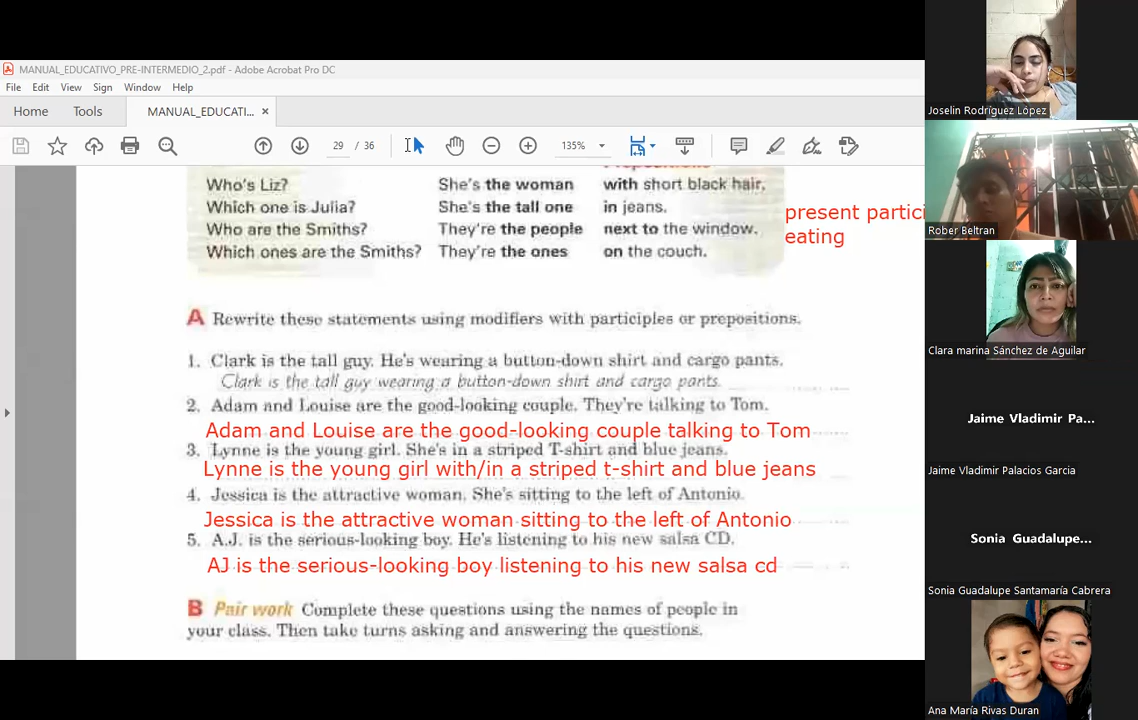 MANUAL_EDUCATIVO_PRE-INTERMEDIO_2.pdf - Adobe Acrobat Pro DC
File Edit View Sign Window Help
Home Tools MANUAL_EDUCATI... ×
29 / 36 135%
Who's Liz? She's the woman with short black hair.
Which one is Julia? She's the tall one in jeans.
Who are the Smiths? They're the people next to the window.
Which ones are the Smiths? They're the ones on the couch.
present partici
eating
A Rewrite these statements using modifiers with participles or prepositions.
1. Clark is the tall guy. He's wearing a button-down shirt and cargo pants.
Clark is the tall guy wearing a button-down shirt and cargo pants.
2. Adam and Louise are the good-looking couple. They're talking to Tom.
Adam and Louise are the good-looking couple talking to Tom
3. Lynne is the young girl. She's in a striped T-shirt and blue jeans.
Lynne is the young girl with/in a striped t-shirt and blue jeans
4. Jessica is the attractive woman. She's sitting to the left of Antonio.
Jessica is the attractive woman sitting to the left of Antonio
5. A.J. is the serious-looking boy. He's listening to his new salsa CD.
AJ is the serious-looking boy listening to his new salsa cd
B Pair work Complete these questions using the names of people in
your class. Then take turns asking and answering the questions.
Joselin Rodríguez López
Rober Beltran
Clara marina Sánchez de Aguilar
Jaime Vladimir Pa...
Jaime Vladimir Palacios Garcia
Sonia Guadalupe...
Sonia Guadalupe Santamaría Cabrera
Ana María Rivas Duran